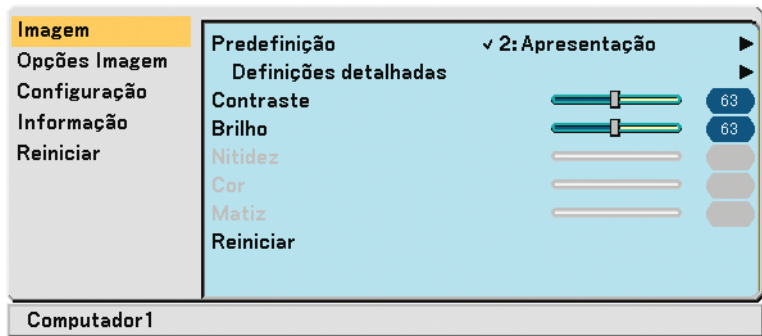 Imagem
Opções Imagem
Configuração
Informação
Reiniciar
Predefinição ✓ 2: Apresentação
Definições detalhadas
Contraste 63
Brilho 63
Nitidez
Cor
Matiz
Reiniciar
Computador1